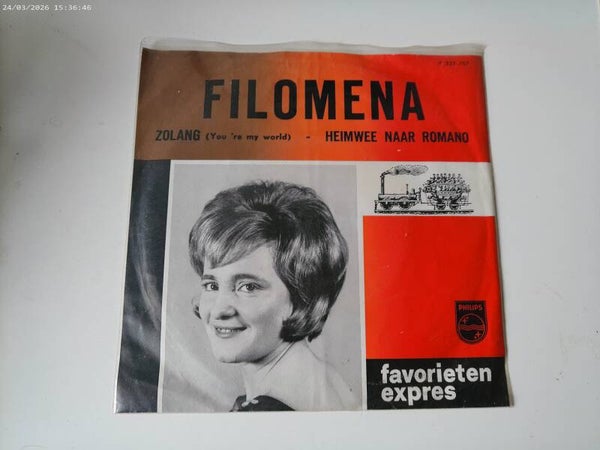 24/03/2026 15:36:46
FILOMENA
ZOLANG (You 're my world) - HEIMWEE NAAR ROMANO
PHILIPS
favorieten
expres